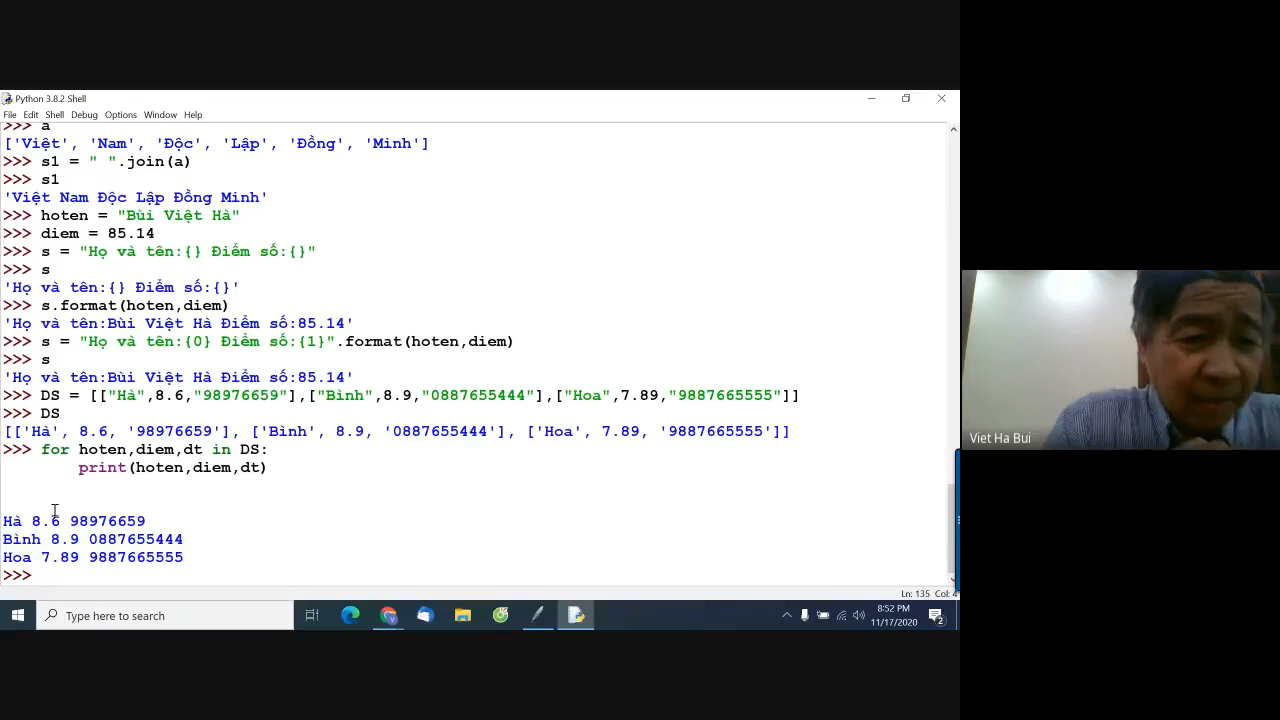 Python 3.8.2 Shell
File Edit Shell Debug Options Window Help
>>> a
['Việt', 'Nam', 'Độc', 'Lập', 'Đồng', 'Minh']
>>> s1 = " ".join(a)
>>> s1
'Việt Nam Độc Lập Đồng Minh'
>>> hoten = "Bùi Việt Hà"
>>> diem = 85.14
>>> s = "Họ và tên:{} Điểm số:{}"
>>> s
'Họ và tên:{} Điểm số:{}'
>>> s.format(hoten,diem)
'Họ và tên:Bùi Việt Hà Điểm số:85.14'
>>> s = "Họ và tên:{0} Điểm số:{1}".format(hoten,diem)
>>> s
'Họ và tên:Bùi Việt Hà Điểm số:85.14'
>>> DS = [["Hà",8.6,"98976659"],["Bình",8.9,"0887655444"],["Hoa",7.89,"9887665555"]]
>>> DS
[['Hà', 8.6, '98976659'], ['Bình', 8.9, '0887655444'], ['Hoa', 7.89, '9887665555']]
>>> for hoten,diem,dt in DS:
print(hoten,diem,dt)
Hà 8.6 98976659
Bình 8.9 0887655444
Hoa 7.89 9887665555
>>>
Ln: 135 Col: 4
Type here to search
8:52 PM
11/17/2020
2
Viet Ha Bui